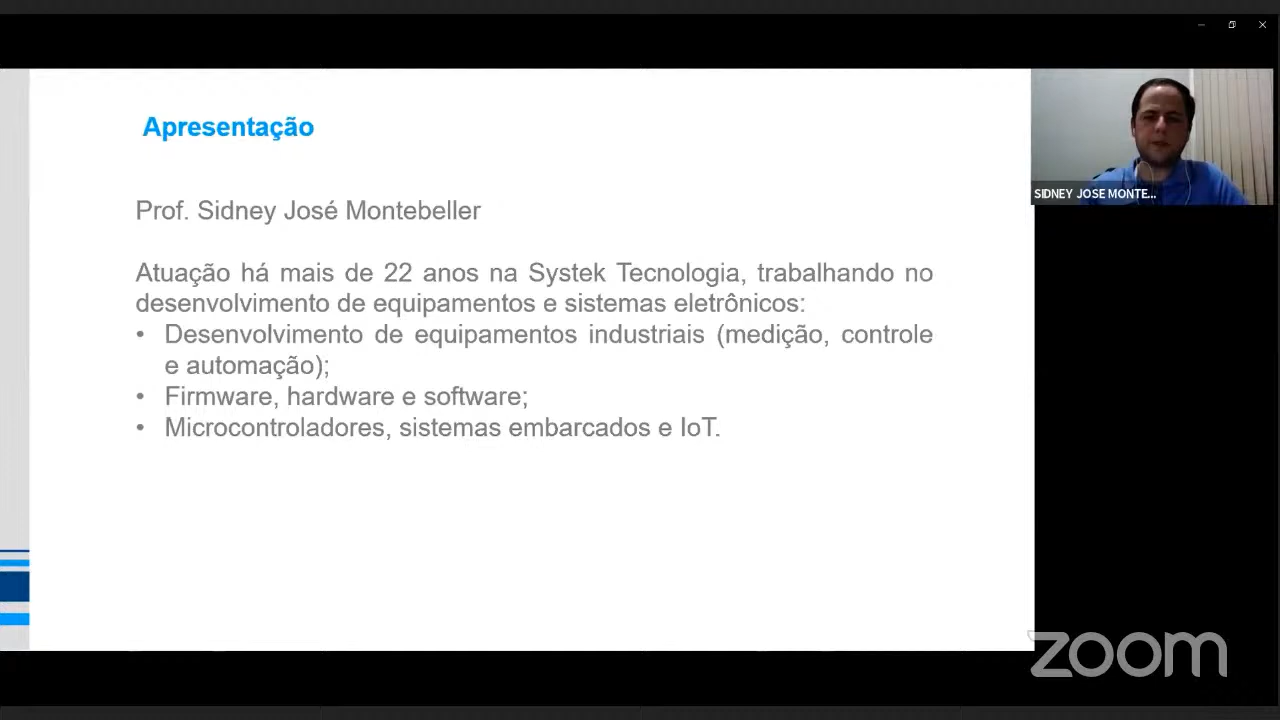 Apresentação
Prof. Sidney José Montebeller
Atuação há mais de 22 anos na Systek Tecnologia, trabalhando no
desenvolvimento de equipamentos e sistemas eletrônicos:
• Desenvolvimento de equipamentos industriais (medição, controle
e automação);
• Firmware, hardware e software;
• Microcontroladores, sistemas embarcados e IoT.
SIDNEY JOSE MONTE...
zoom